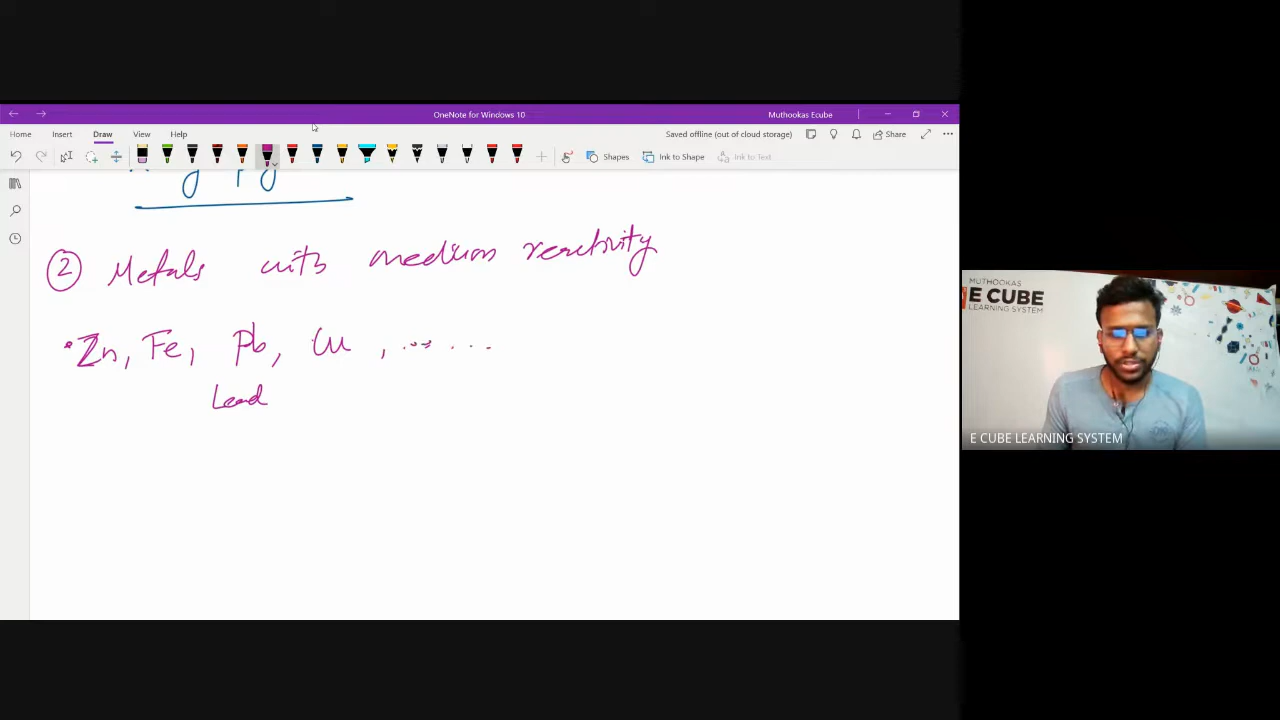 OneNote for Windows 10
Muthookas Ecube
Home Insert Draw View Help
Saved offline (out of cloud storage)
Share
Shapes
Ink to Shape
Ink to Text
② Metals with medium reactivity
• Zn, Fe, Pb, Cu, ......
Lead
MUTHOOKAS
E CUBE
LEARNING SYSTEM
E CUBE LEARNING SYSTEM